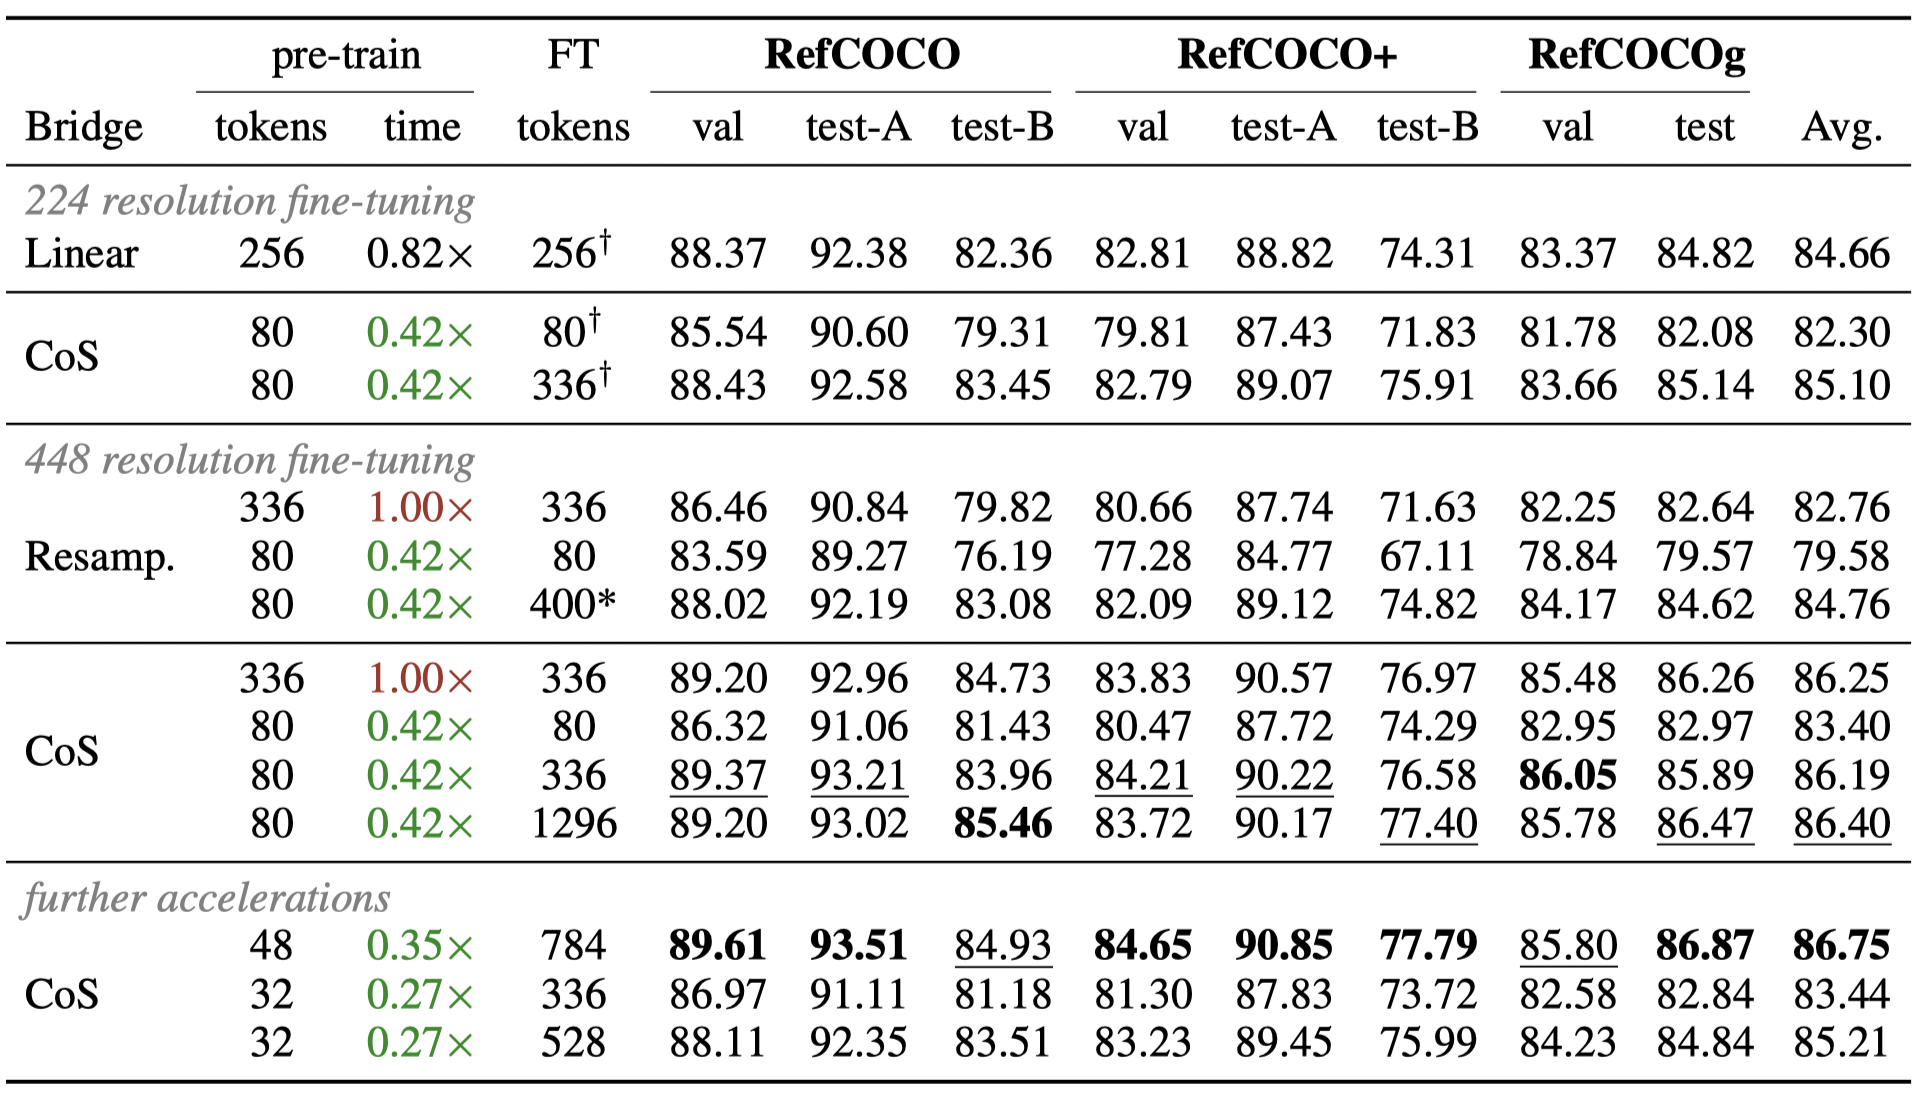 pre-train FT RefCOCO RefCOCO+ RefCOCOg
Bridge tokens time tokens val test-A test-B val test-A test-B val test Avg.
224 resolution fine-tuning
Linear 256 0.82× 256† 88.37 92.38 82.36 82.81 88.82 74.31 83.37 84.82 84.66
CoS
80 0.42× 80† 85.54 90.60 79.31 79.81 87.43 71.83 81.78 82.08 82.30
80 0.42× 336† 88.43 92.58 83.45 82.79 89.07 75.91 83.66 85.14 85.10
448 resolution fine-tuning
336 1.00× 336 86.46 90.84 79.82 80.66 87.74 71.63 82.25 82.64 82.76
Resamp. 80 0.42× 80 83.59 89.27 76.19 77.28 84.77 67.11 78.84 79.57 79.58
80 0.42× 400* 88.02 92.19 83.08 82.09 89.12 74.82 84.17 84.62 84.76
336 1.00× 336 89.20 92.96 84.73 83.83 90.57 76.97 85.48 86.26 86.25
80 0.42× 80 86.32 91.06 81.43 80.47 87.72 74.29 82.95 82.97 83.40
CoS
80 0.42× 336 89.37 93.21 83.96 84.21 90.22 76.58 86.05 85.89 86.19
80 0.42× 1296 89.20 93.02 85.46 83.72 90.17 77.40 85.78 86.47 86.40
further accelerations
48 0.35× 784 89.61 93.51 84.93 84.65 90.85 77.79 85.80 86.87 86.75
CoS 32 0.27× 336 86.97 91.11 81.18 81.30 87.83 73.72 82.58 82.84 83.44
32 0.27× 528 88.11 92.35 83.51 83.23 89.45 75.99 84.23 84.84 85.21